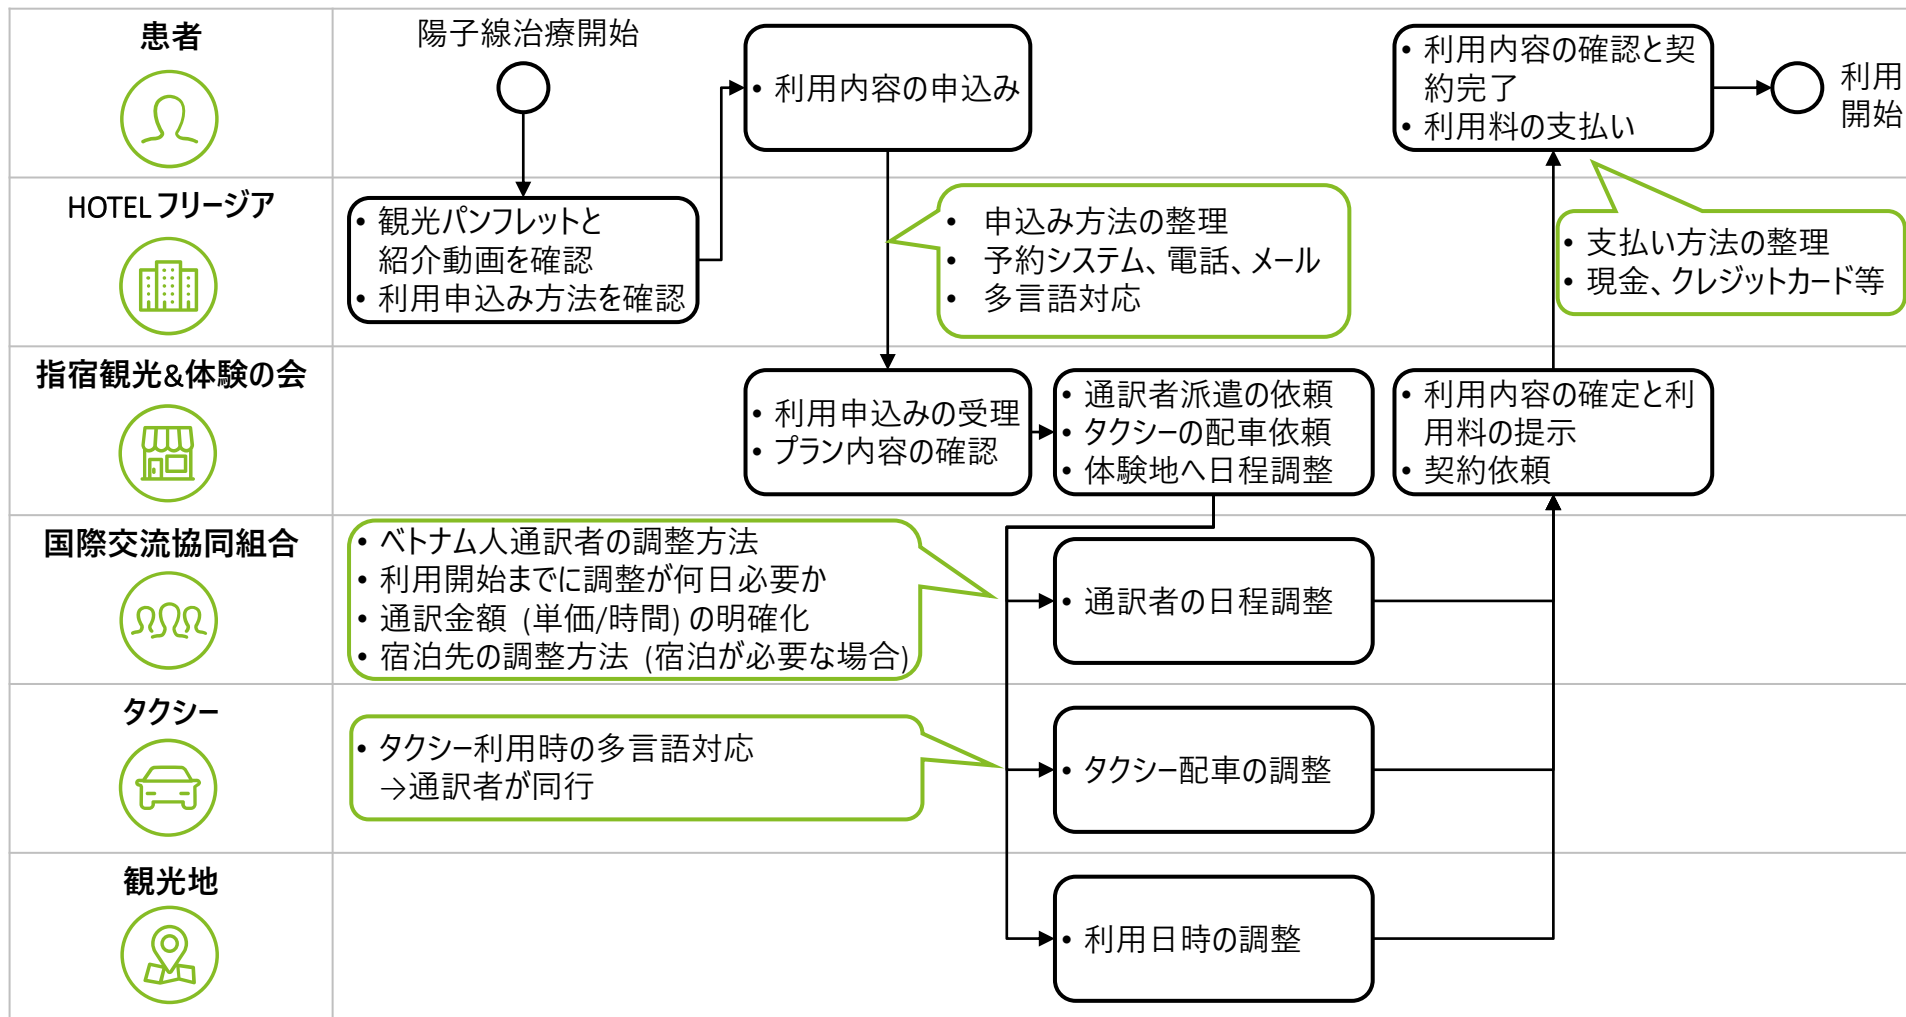 患者
陽子線治療開始
• 利用内容の申込み
• 利用内容の確認と契
約完了
• 利用料の支払い
利用
開始
HOTEL フリージア
• 観光パンフレットと
紹介動画を確認
• 利用申込み方法を確認
• 申込み方法の整理
• 予約システム、電話、メール
• 多言語対応
• 支払い方法の整理
• 現金、クレジットカード等
指宿観光&体験の会
• 利用申込みの受理
• プラン内容の確認
• 通訳者派遣の依頼
• タクシーの配車依頼
• 体験地へ日程調整
• 利用内容の確定と利
用料の提示
• 契約依頼
国際交流協同組合
• ベトナム人通訳者の調整方法
• 利用開始までに調整が何日必要か
• 通訳金額 (単価/時間) の明確化
• 宿泊先の調整方法 (宿泊が必要な場合)
• 通訳者の日程調整
タクシー
• タクシー利用時の多言語対応
→通訳者が同行
• タクシー配車の調整
観光地
• 利用日時の調整